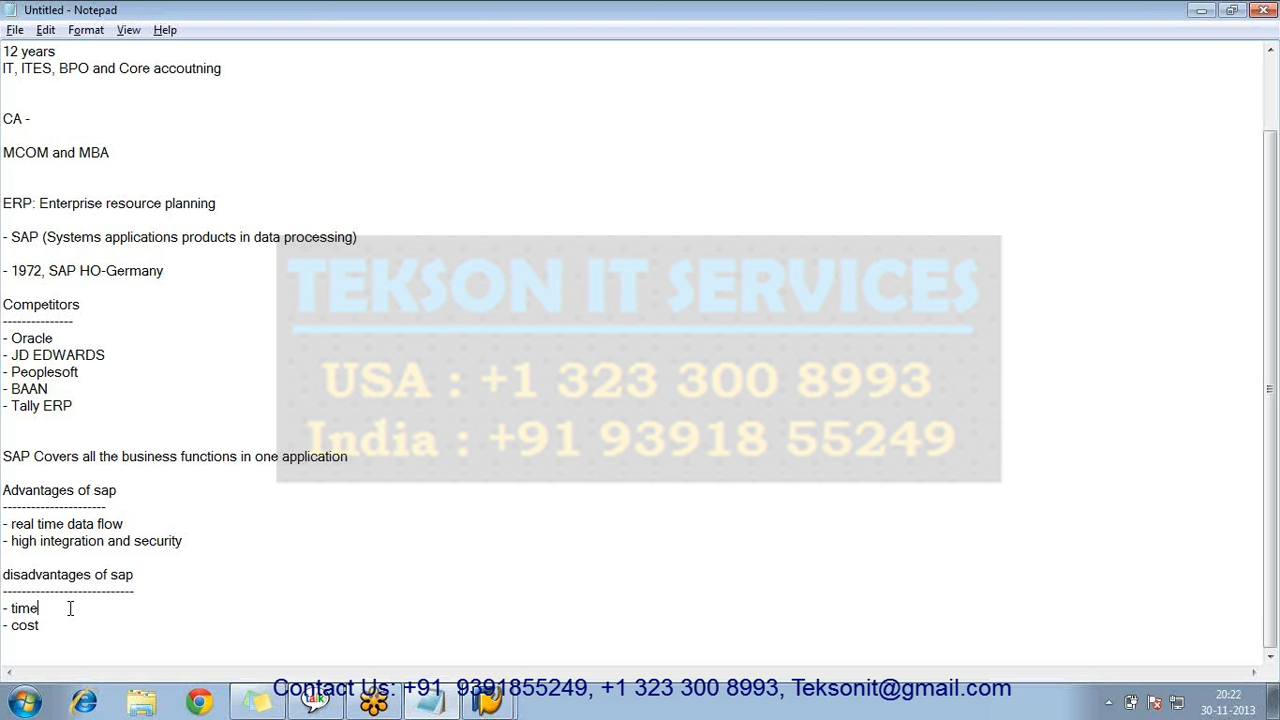 Untitled - Notepad
File Edit Format View Help
12 years
IT, ITES, BPO and Core accoutning
CA -
MCOM and MBA
ERP: Enterprise resource planning
- SAP (Systems applications products in data processing)
- 1972, SAP HO-Germany
Competitors
---------------
- Oracle
- JD EDWARDS
- Peoplesoft
- BAAN
- Tally ERP
TEKSON IT SERVICES
USA : +1 323 300 8993
India : +91 93918 55249
SAP Covers all the business functions in one application
Advantages of sap
----------------------
- real time data flow
- high integration and security
disadvantages of sap
----------------------------
- time
- cost
talk
Contact Us: +91 9391855249, +1 323 300 8993, Teksonit@gmail.com
20:22
30-11-2013